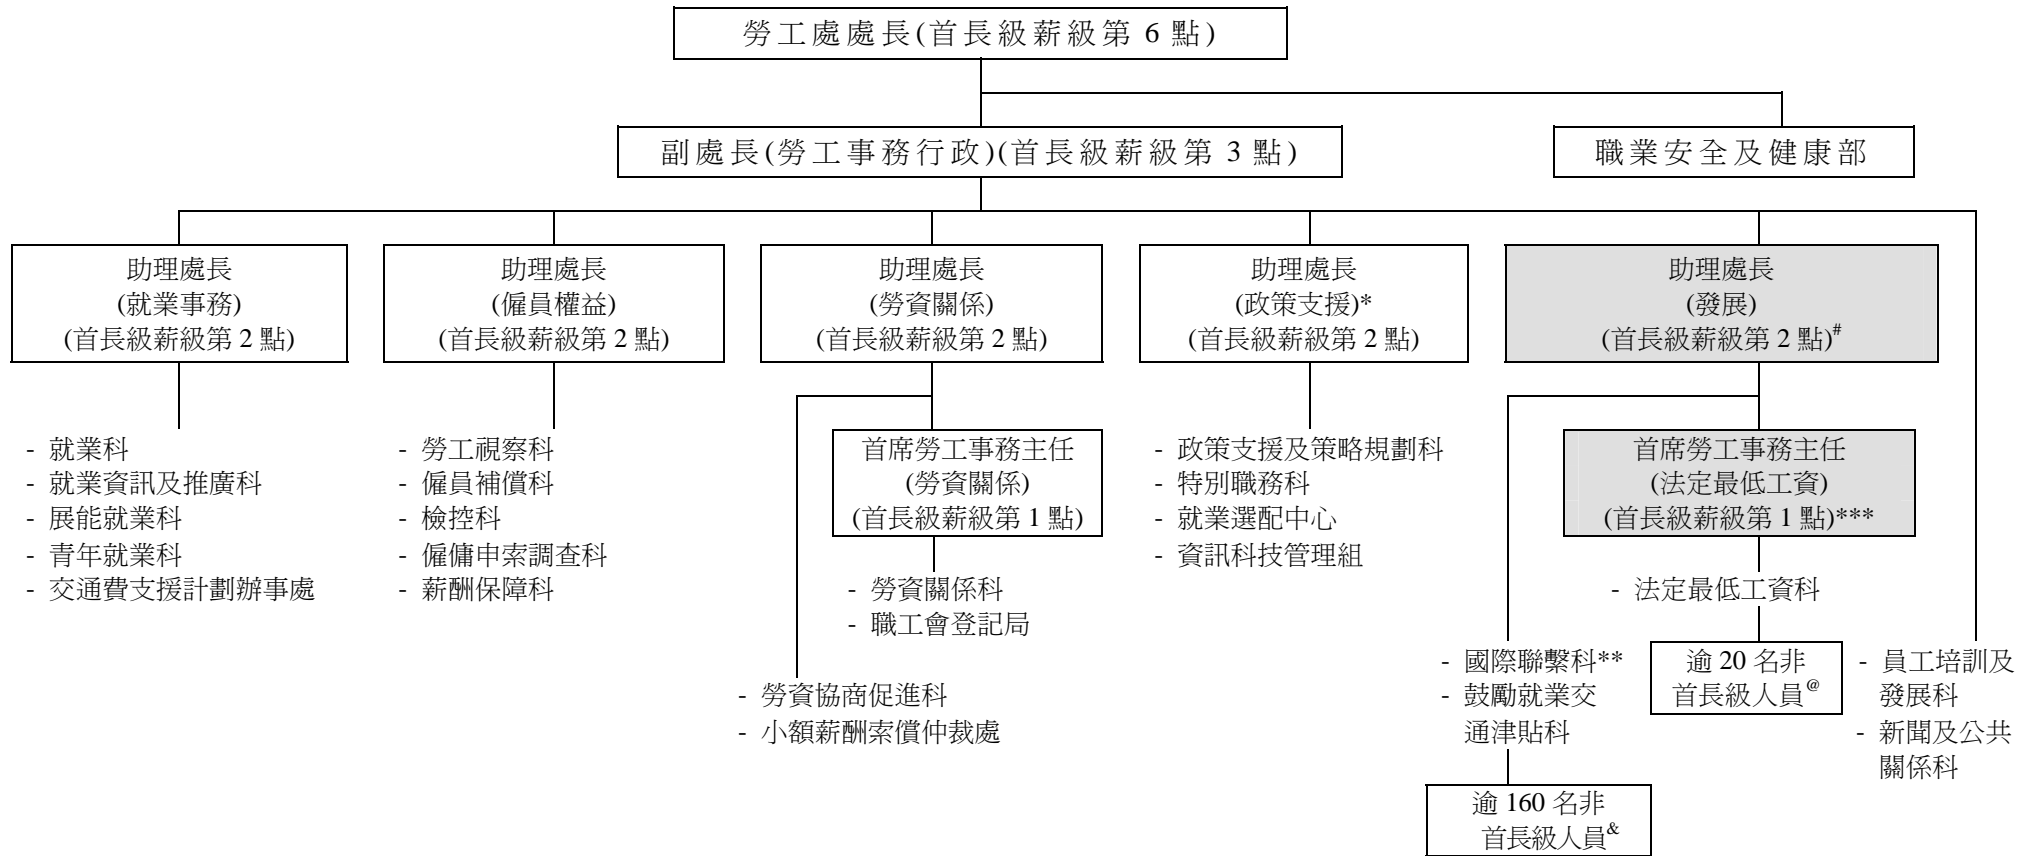 勞工處處長(首長級薪級第 6 點)
副處長(勞工事務行政)(首長級薪級第 3 點)
職業安全及健康部
助理處長
(就業事務)
(首長級薪級第 2 點)
助理處長
(僱員權益)
(首長級薪級第 2 點)
助理處長
(勞資關係)
(首長級薪級第 2 點)
助理處長
(政策支援)*
(首長級薪級第 2 點)
助理處長
(發展)
(首長級薪級第 2 點)#
- 就業科
- 就業資訊及推廣科
- 展能就業科
- 青年就業科
- 交通費支援計劃辦事處
- 勞工視察科
- 僱員補償科
- 檢控科
- 僱傭申索調查科
- 薪酬保障科
首席勞工事務主任
(勞資關係)
(首長級薪級第 1 點)
- 勞資關係科
- 職工會登記局
- 勞資協商促進科
- 小額薪酬索償仲裁處
- 政策支援及策略規劃科
- 特別職務科
- 就業選配中心
- 資訊科技管理組
首席勞工事務主任
(法定最低工資)
(首長級薪級第 1 點)***
- 法定最低工資科
逾 20 名非
首長級人員@
- 國際聯繫科**
- 鼓勵就業交
通津貼科
逾 160 名非
首長級人員&
- 員工培訓及
發展科
- 新聞及公共
關係科